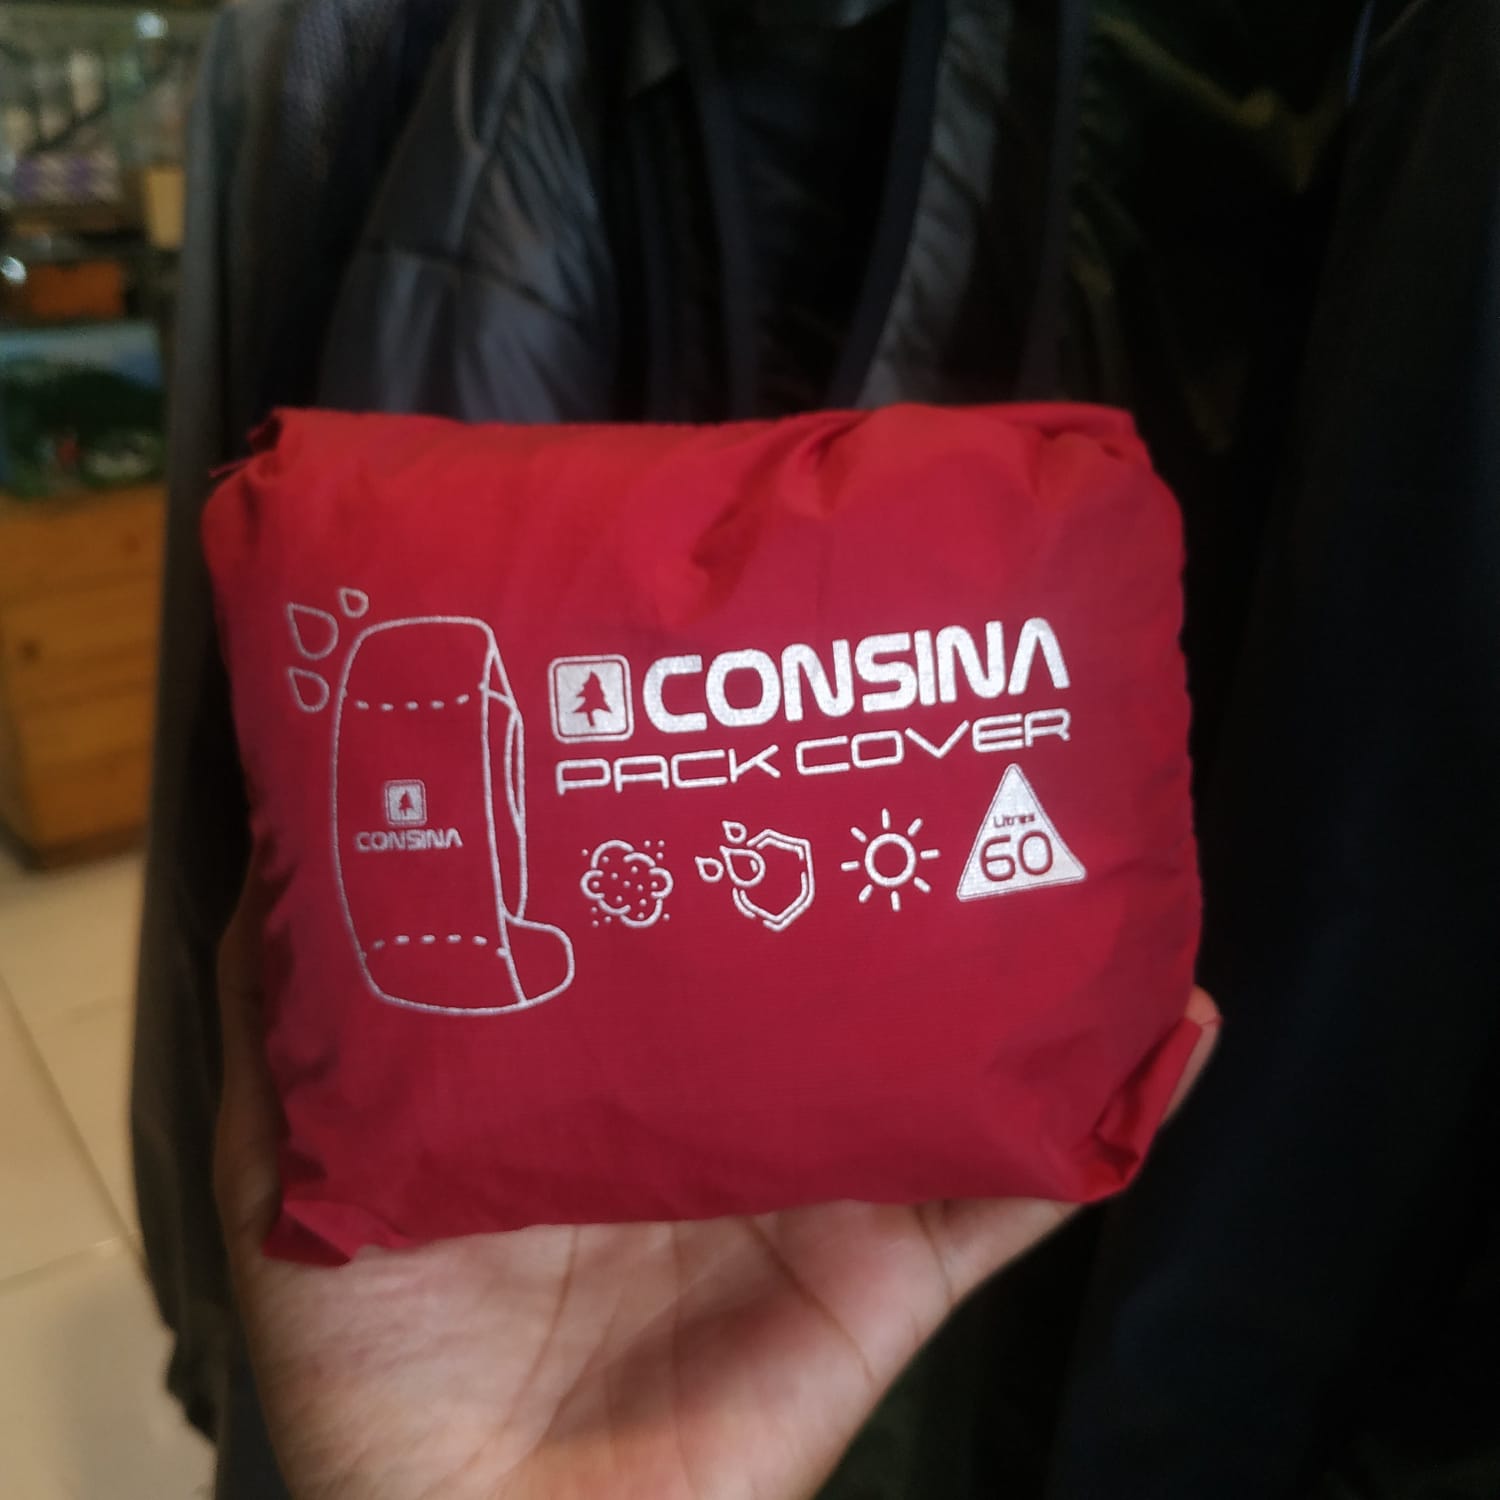 CONSINA
PACK COVER
Litres
60
CONSINA